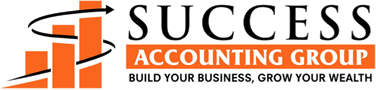 SUCCESS
ACCOUNTING GROUP
BUILD YOUR BUSINESS, GROW YOUR WEALTH